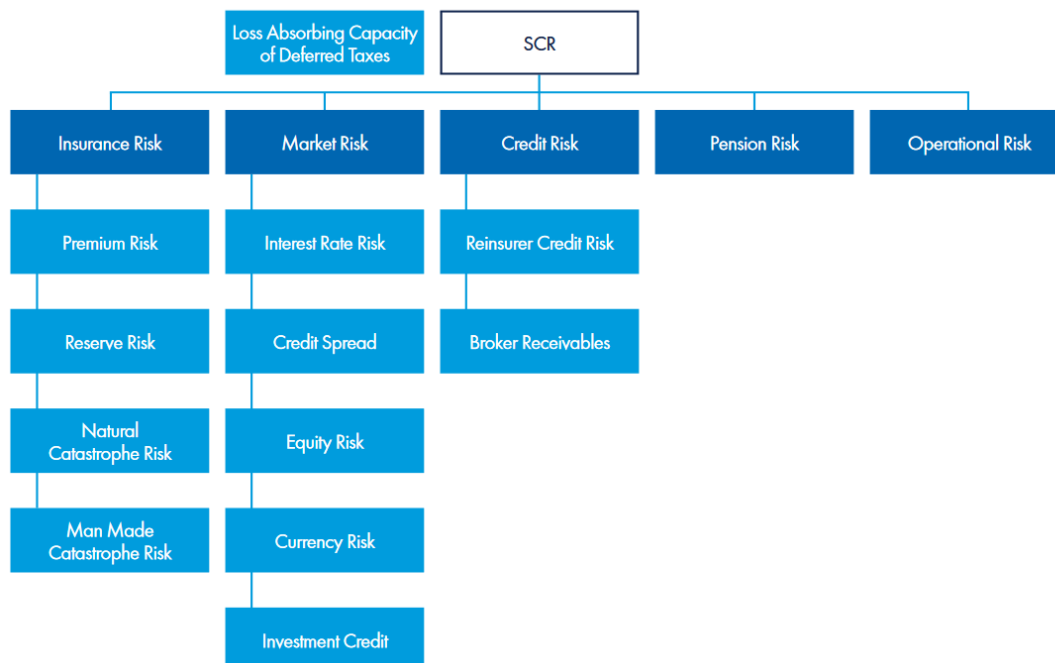 Loss Absorbing Capacity
of Deferred Taxes
SCR
Insurance Risk
Market Risk
Credit Risk
Pension Risk
Operational Risk
Premium Risk
Interest Rate Risk
Reinsurer Credit Risk
Reserve Risk
Credit Spread
Broker Receivables
Natural
Catastrophe Risk
Equity Risk
Man Made
Catastrophe Risk
Currency Risk
Investment Credit